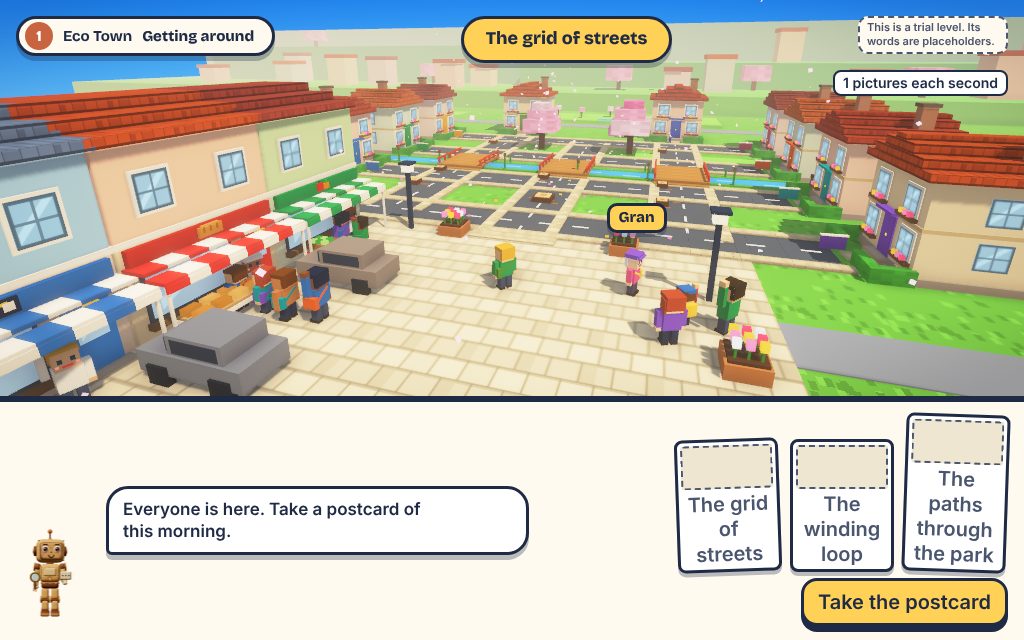 1 Eco Town Getting around
The grid of streets
This is a trial level. Its
words are placeholders.
1 pictures each second
Gran
Everyone is here. Take a postcard of
this morning.
The grid
of
streets
The
winding
loop
The
paths
through
the park
Take the postcard